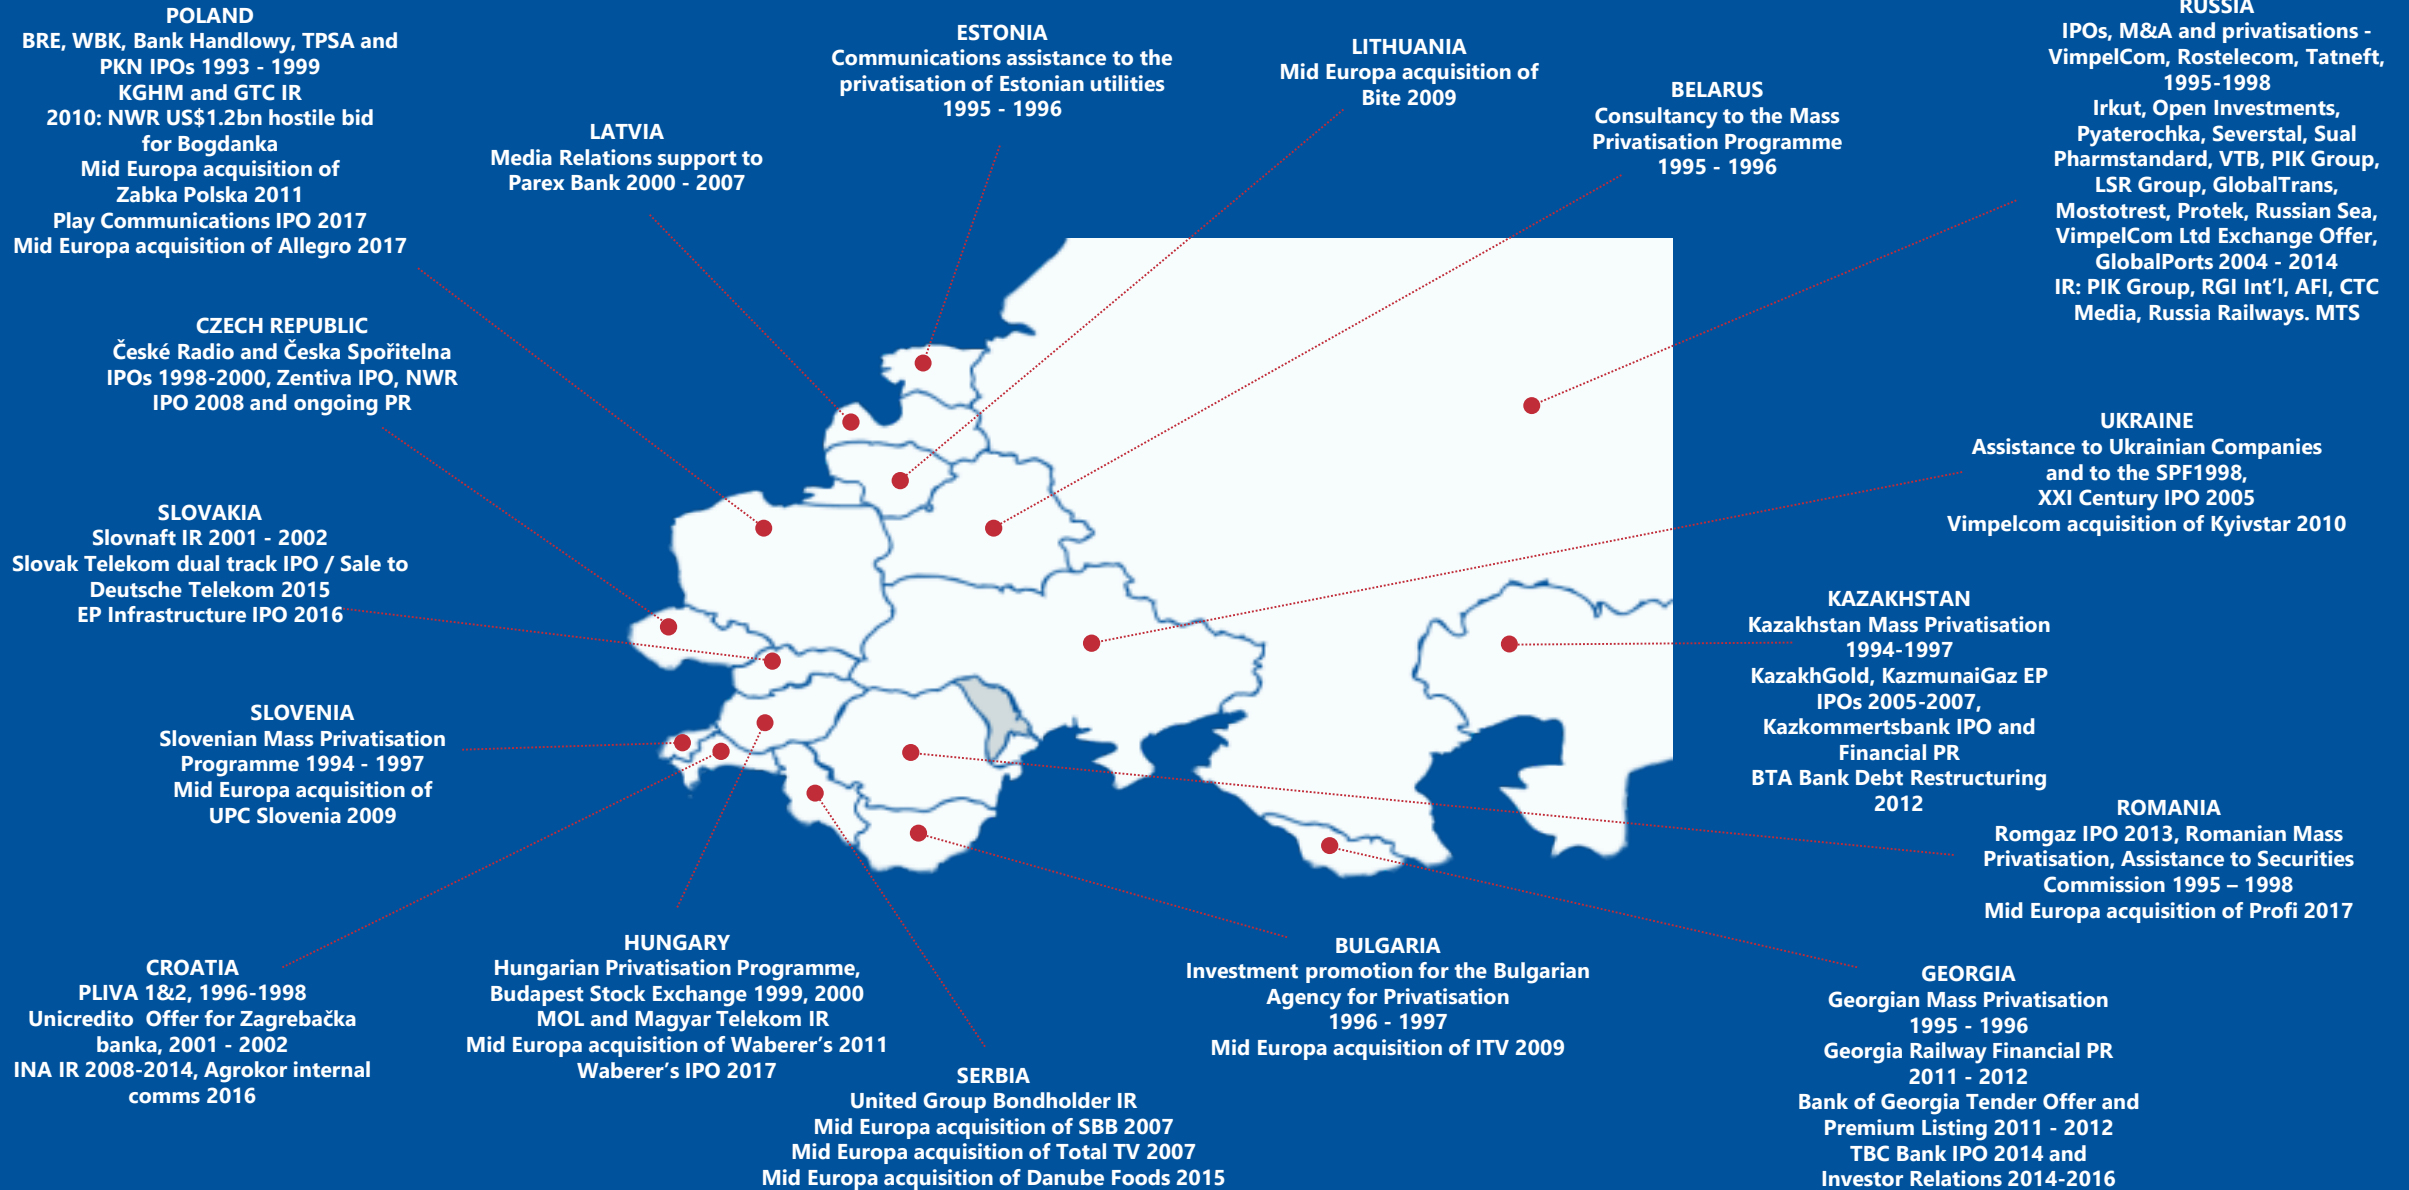 POLAND
BRE, WBK, Bank Handlowy, TPSA and
PKN IPOs 1993 - 1999
KGHM and GTC IR
2010: NWR US$1.2bn hostile bid
for Bogdanka
Mid Europa acquisition of
Zabka Polska 2011
Play Communications IPO 2017
Mid Europa acquisition of Allegro 2017
LATVIA
Media Relations support to
Parex Bank 2000 - 2007
ESTONIA
Communications assistance to the
privatisation of Estonian utilities
1995 - 1996
LITHUANIA
Mid Europa acquisition of
Bite 2009
BELARUS
Consultancy to the Mass
Privatisation Programme
1995 - 1996
RUSSIA
IPOs, M&A and privatisations -
VimpelCom, Rostelecom, Tatneft,
1995-1998
Irkut, Open Investments,
Pyaterochka, Severstal, Sual
Pharmstandard, VTB, PIK Group,
LSR Group, GlobalTrans,
Mostotrest, Protek, Russian Sea,
VimpelCom Ltd Exchange Offer,
GlobalPorts 2004 - 2014
IR: PIK Group, RGI Int’l, AFI, CTC
Media, Russia Railways. MTS
CZECH REPUBLIC
České Radio and Česka Spořitelna
IPOs 1998-2000, Zentiva IPO, NWR
IPO 2008 and ongoing PR
SLOVAKIA
Slovnaft IR 2001 - 2002
Slovak Telekom dual track IPO / Sale to
Deutsche Telekom 2015
EP Infrastructure IPO 2016
UKRAINE
Assistance to Ukrainian Companies
and to the SPF1998,
XXI Century IPO 2005
Vimpelcom acquisition of Kyivstar 2010
KAZAKHSTAN
Kazakhstan Mass Privatisation
1994-1997
KazakhGold, KazmunaiGaz EP
IPOs 2005-2007,
Kazkommertsbank IPO and
Financial PR
BTA Bank Debt Restructuring
2012
SLOVENIA
Slovenian Mass Privatisation
Programme 1994 - 1997
Mid Europa acquisition of
UPC Slovenia 2009
ROMANIA
Romgaz IPO 2013, Romanian Mass
Privatisation, Assistance to Securities
Commission 1995 – 1998
Mid Europa acquisition of Profi 2017
CROATIA
PLIVA 1&2, 1996-1998
Unicredito  Offer for Zagrebačka
banka, 2001 - 2002
INA IR 2008-2014, Agrokor internal
comms 2016
HUNGARY
Hungarian Privatisation Programme,
Budapest Stock Exchange 1999, 2000
MOL and Magyar Telekom IR
Mid Europa acquisition of Waberer’s 2011
Waberer’s IPO 2017
SERBIA
United Group Bondholder IR
Mid Europa acquisition of SBB 2007
Mid Europa acquisition of Total TV 2007
Mid Europa acquisition of Danube Foods 2015
BULGARIA
Investment promotion for the Bulgarian
Agency for Privatisation
1996 - 1997
Mid Europa acquisition of ITV 2009
GEORGIA
Georgian Mass Privatisation
1995 - 1996
Georgia Railway Financial PR
2011 - 2012
Bank of Georgia Tender Offer and
Premium Listing 2011 - 2012
TBC Bank IPO 2014 and
Investor Relations 2014-2016